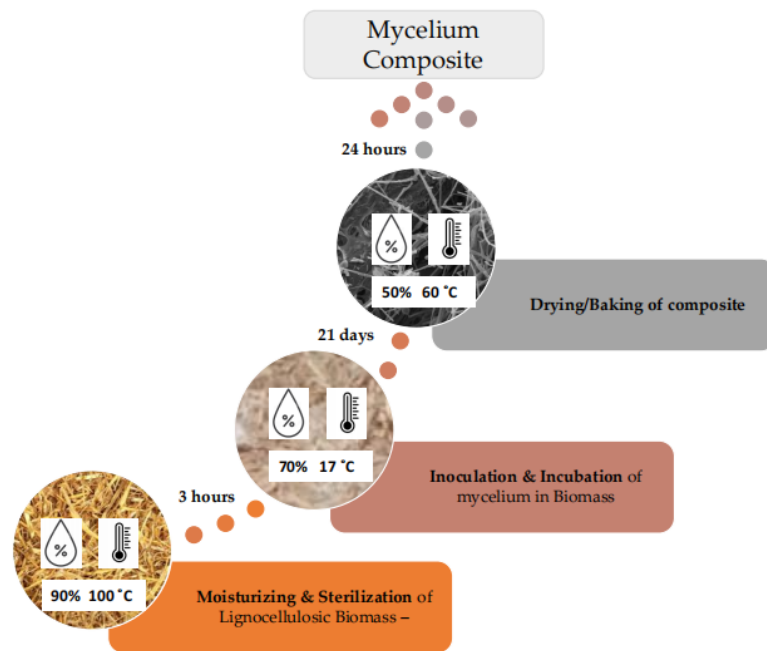 Mycelium
Composite
24 hours
%
50% 60 °C
Drying/Baking of composite
21 days
%
70% 17 °C
Inoculation & Incubation of
mycelium in Biomass
3 hours
%
90% 100 °C
Moisturizing & Sterilization of
Lignocellulosic Biomass –